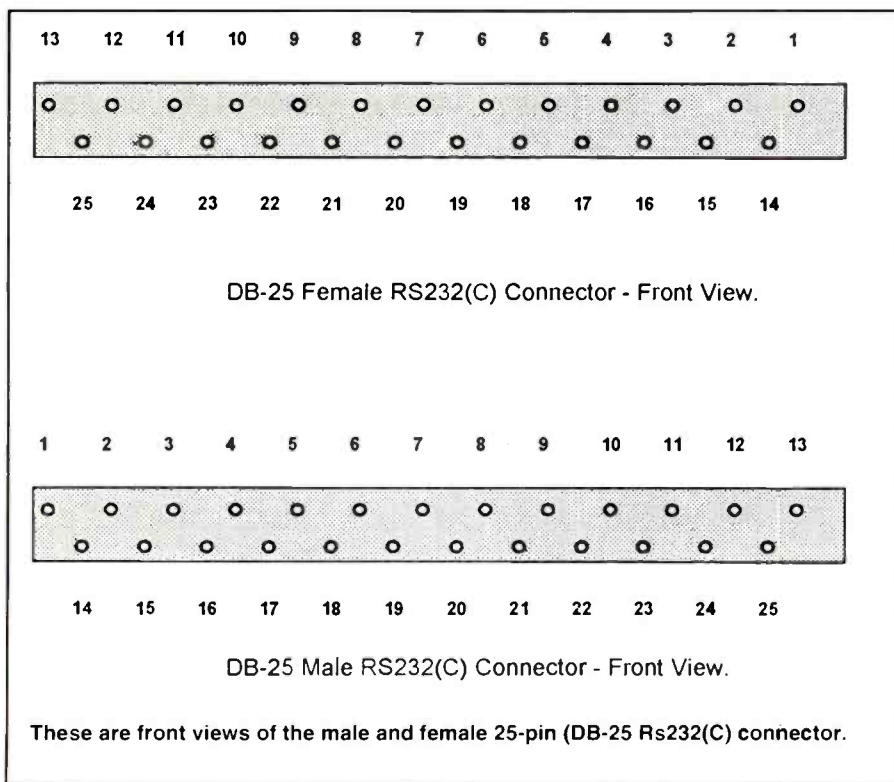 13 12 11 10 9 8 7 6 5 4 3 2 1
25 24 23 22 21 20 19 18 17 16 15 14
DB-25 Female RS232(C) Connector - Front View.
1 2 3 4 5 6 7 8 9 10 11 12 13
14 15 16 17 18 19 20 21 22 23 24 25
DB-25 Male RS232(C) Connector - Front View.
These are front views of the male and female 25-pin (DB-25 Rs232(C) connector.